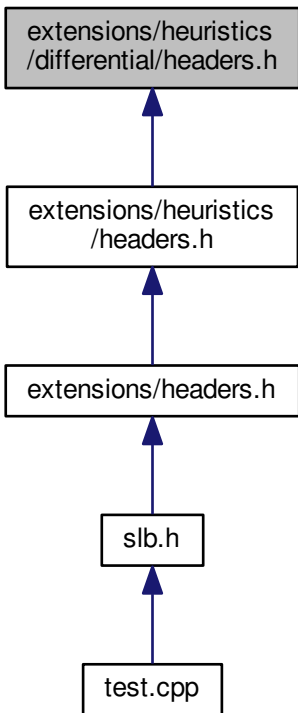 extensions/heuristics
/differential/headers.h
extensions/heuristics
/headers.h
extensions/headers.h
slb.h
test.cpp